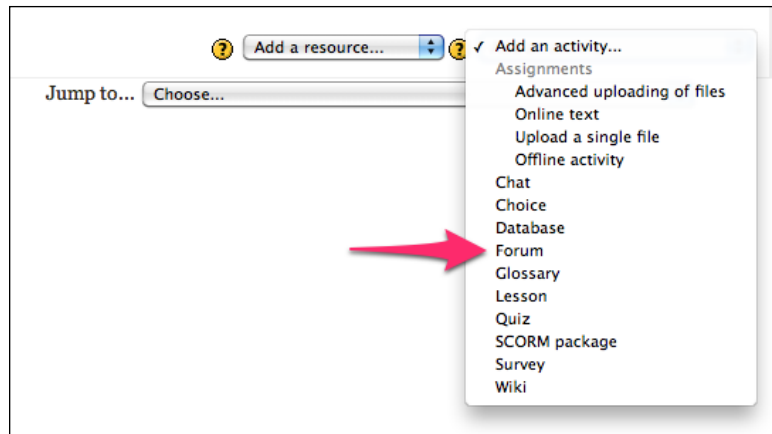 Add a resource...
Add an activity...
Assignments
Advanced uploading of files
Online text
Upload a single file
Offline activity
Chat
Choice
Database
Forum
Glossary
Lesson
Quiz
SCORM package
Survey
Wiki
Jump to... Choose...